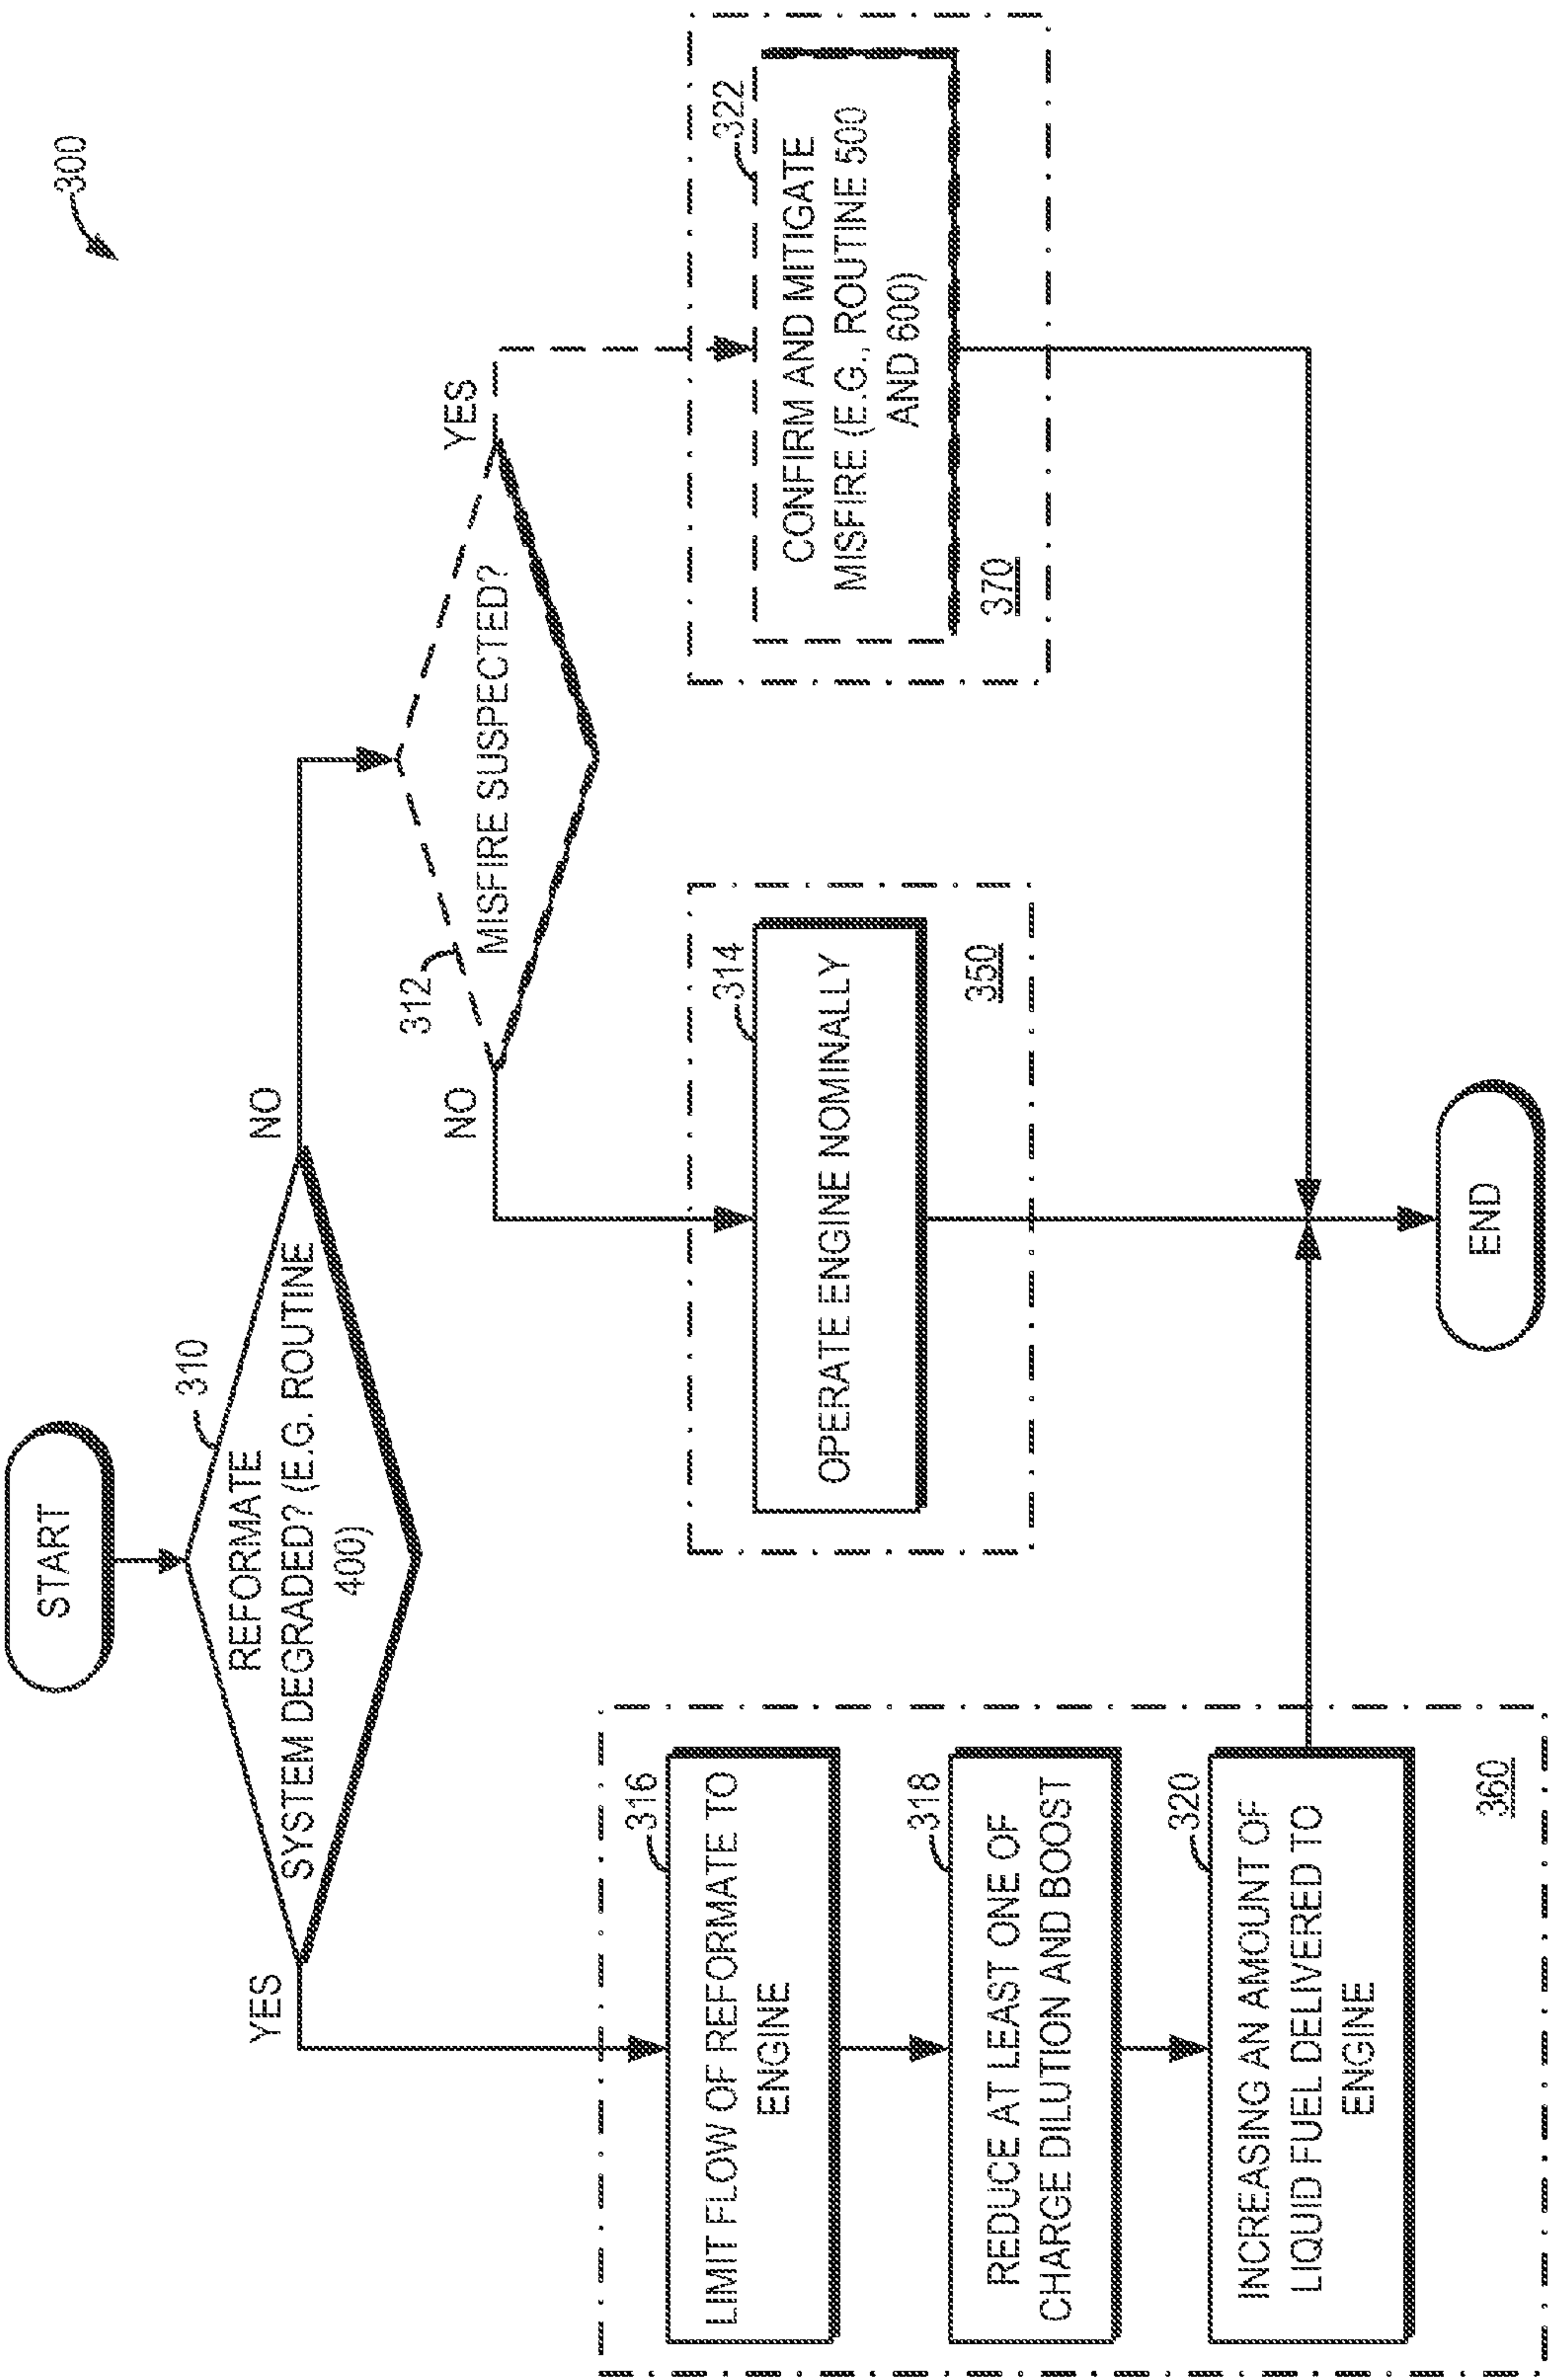 300
START
310
REFORMATE
SYSTEM DEGRADED? (E.G. ROUTINE
400)
YES
NO
312
MISFIRE SUSPECTED?
NO
YES
316
LIMIT FLOW OF REFORMATE TO
ENGINE
318
REDUCE AT LEAST ONE OF
CHARGE DILUTION AND BOOST
320
INCREASING AN AMOUNT OF
LIQUID FUEL DELIVERED TO
ENGINE
360
314
OPERATE ENGINE NOMINALLY
350
322
CONFIRM AND MITIGATE
MISFIRE (E.G., ROUTINE 500
AND 600)
370
END